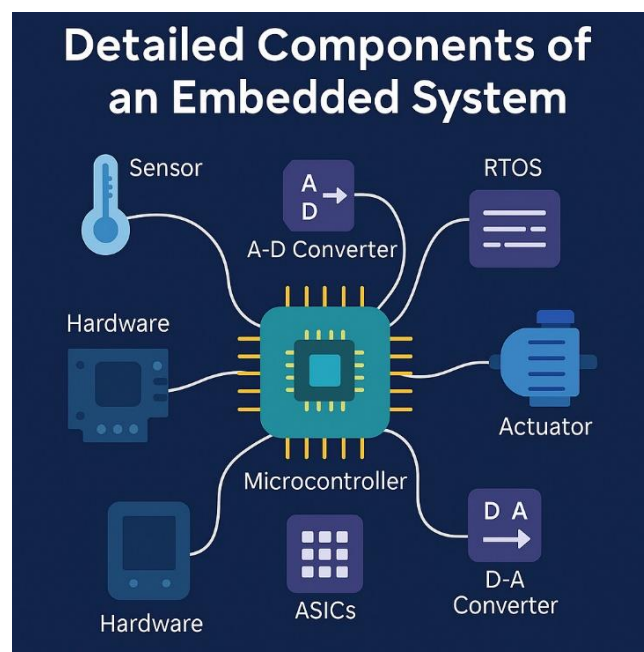 Detailed Components of
an Embedded System
Sensor
A
D
A-D Converter
RTOS
Hardware
Actuator
Microcontroller
Hardware
ASICs
D A
D-A
Converter